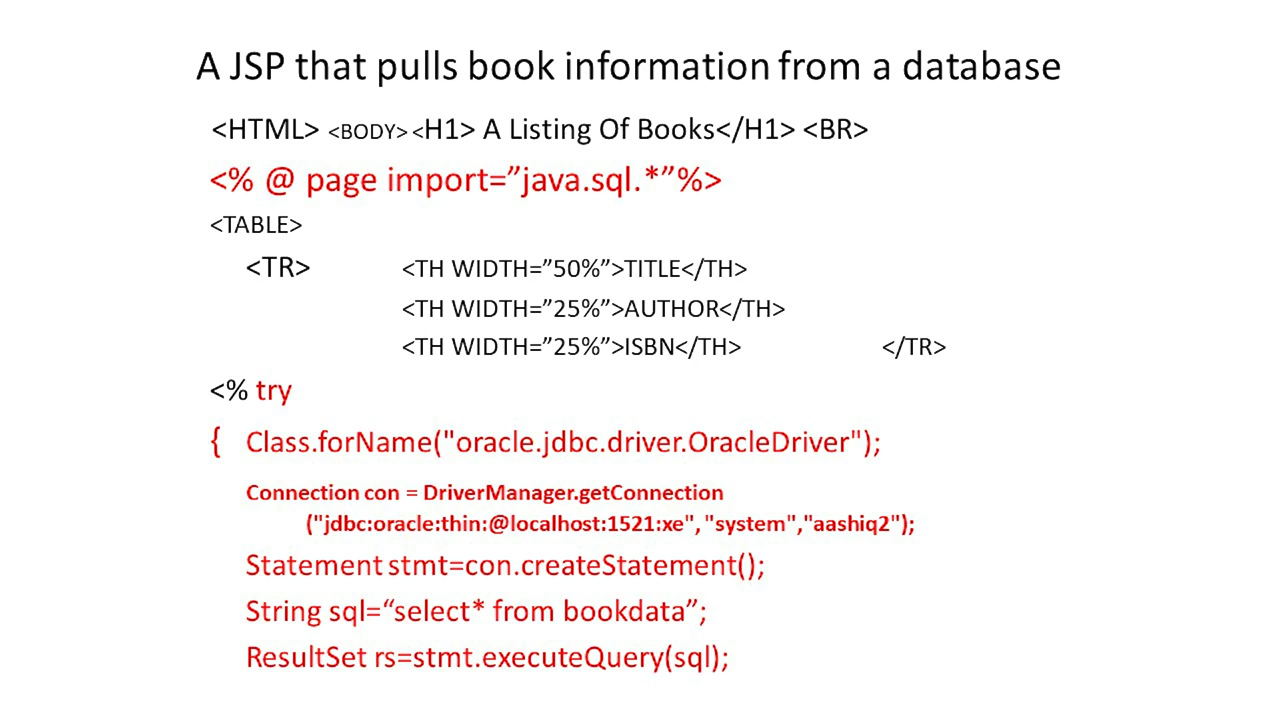 A JSP that pulls book information from a database
<HTML> <BODY> <H1> A Listing Of Books</H1> <BR>
<% @ page import=”java.sql.*”%>
<TABLE>
<TR> <TH WIDTH=”50%”>TITLE</TH>
<TH WIDTH=”25%”>AUTHOR</TH>
<TH WIDTH=”25%”>ISBN</TH> </TR>
<% try
{ Class.forName("oracle.jdbc.driver.OracleDriver");
Connection con = DriverManager.getConnection
("jdbc:oracle:thin:@localhost:1521:xe", "system","aashiq2");
Statement stmt=con.createStatement();
String sql=“select* from bookdata”;
ResultSet rs=stmt.executeQuery(sql);